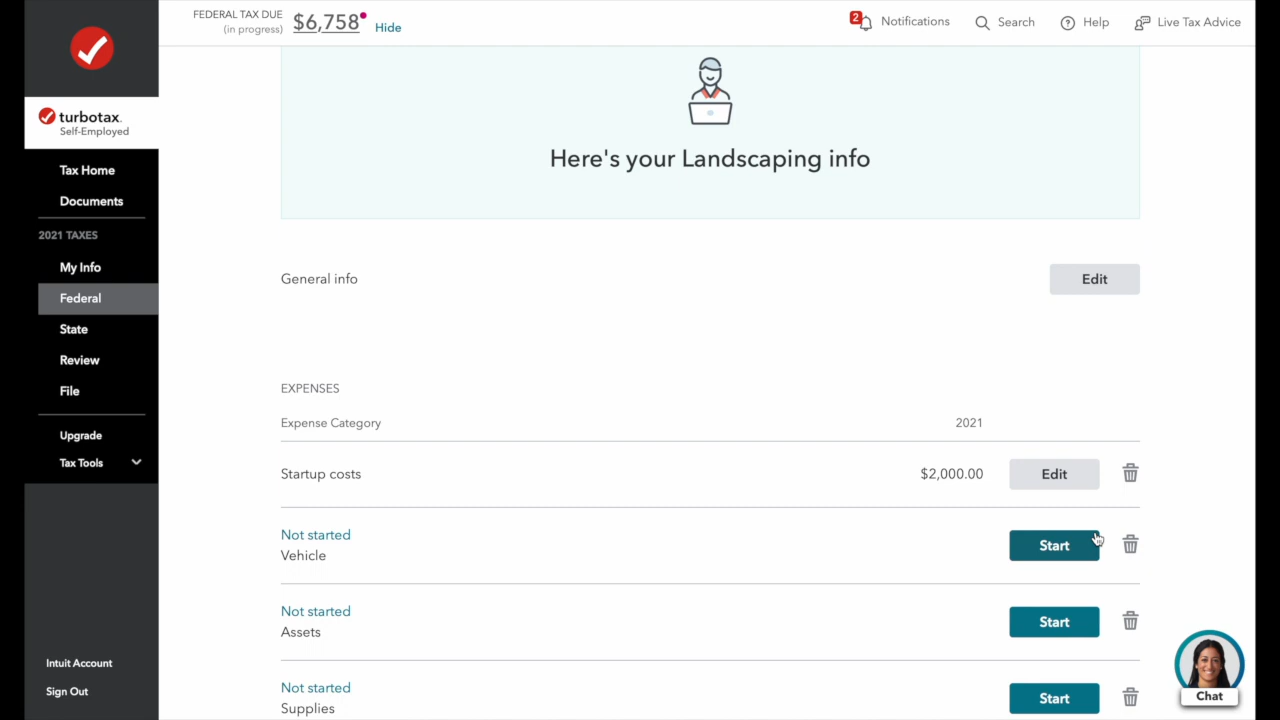 FEDERAL TAX DUE
(in progress)
$6,758
Hide
2
Notifications
Search
Help
Live Tax Advice
turbotax.
Self-Employed
Tax Home
Documents
2021 TAXES
My Info
Federal
State
Review
File
Upgrade
Tax Tools
Intuit Account
Sign Out
Here's your Landscaping info
General info
Edit
EXPENSES
Expense Category
2021
Startup costs
$2,000.00
Edit
Not started
Vehicle
Start
Not started
Assets
Start
Not started
Supplies
Start
Chat